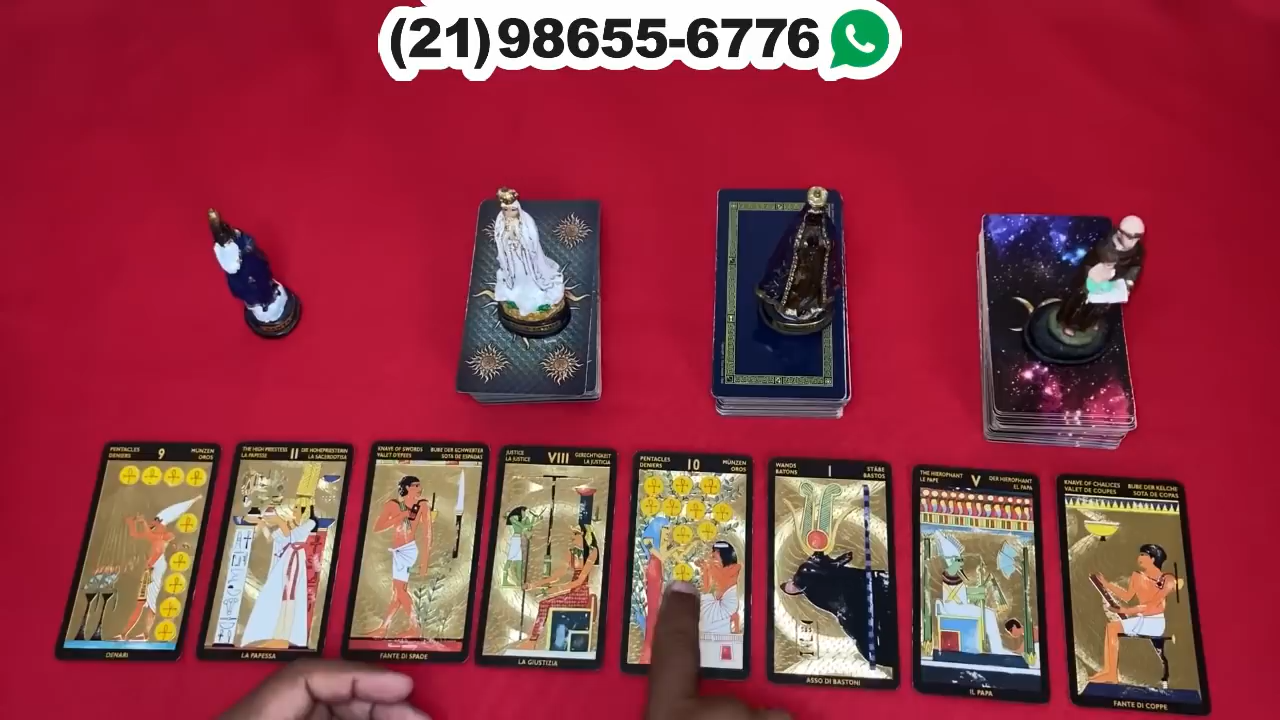 (21)98655-6776
PENTACLES 9 MÜNZEN
DENIERS OROS
DENARI
THE HIGH PRIESTESS II DIE HOHEPRIESTERIN
LA PAPESSE LA SACERDOTISA
LA PAPESSA
KNAVE OF SWORDS BUBE DER SCHWERTER
VALET D'EPEES SOTA DE ESPADAS
FANTE DI SPADE
JUSTICE VIII GERECHTIGKEIT
LA JUSTICE LA JUSTICIA
LA GIUSTIZIA
PENTACLES 10 MÜNZEN
DENIERS OROS
WANDS I STÄBE
BATONS BASTOS
ASSO DI BASTONI
THE HIEROPHANT V DER HIEROPHANT
LE PAPE EL PAPA
IL PAPA
KNAVE OF CHALICES BUBE DER KELCHE
VALET DE COUPES SOTA DE COPAS
FANTE DI COPPE